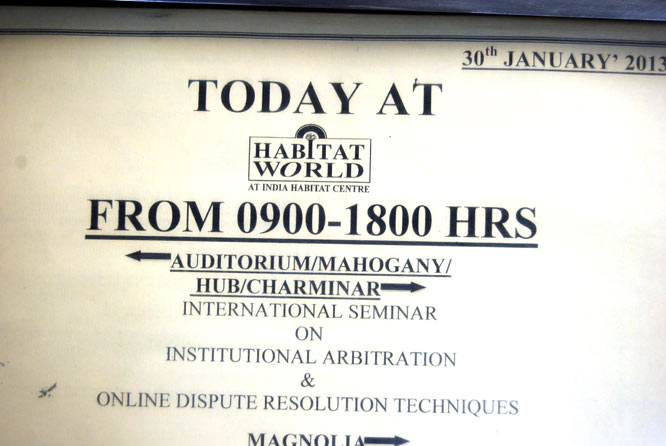 30th JANUARY' 2013
TODAY AT
HABITAT
WORLD
AT INDIA HABITAT CENTRE
FROM 0900-1800 HRS
AUDITORIUM/MAHOGANY/
HUB/CHARMINAR
INTERNATIONAL SEMINAR
ON
INSTITUTIONAL ARBITRATION
&
ONLINE DISPUTE RESOLUTION TECHNIQUES
MAGNOLIA